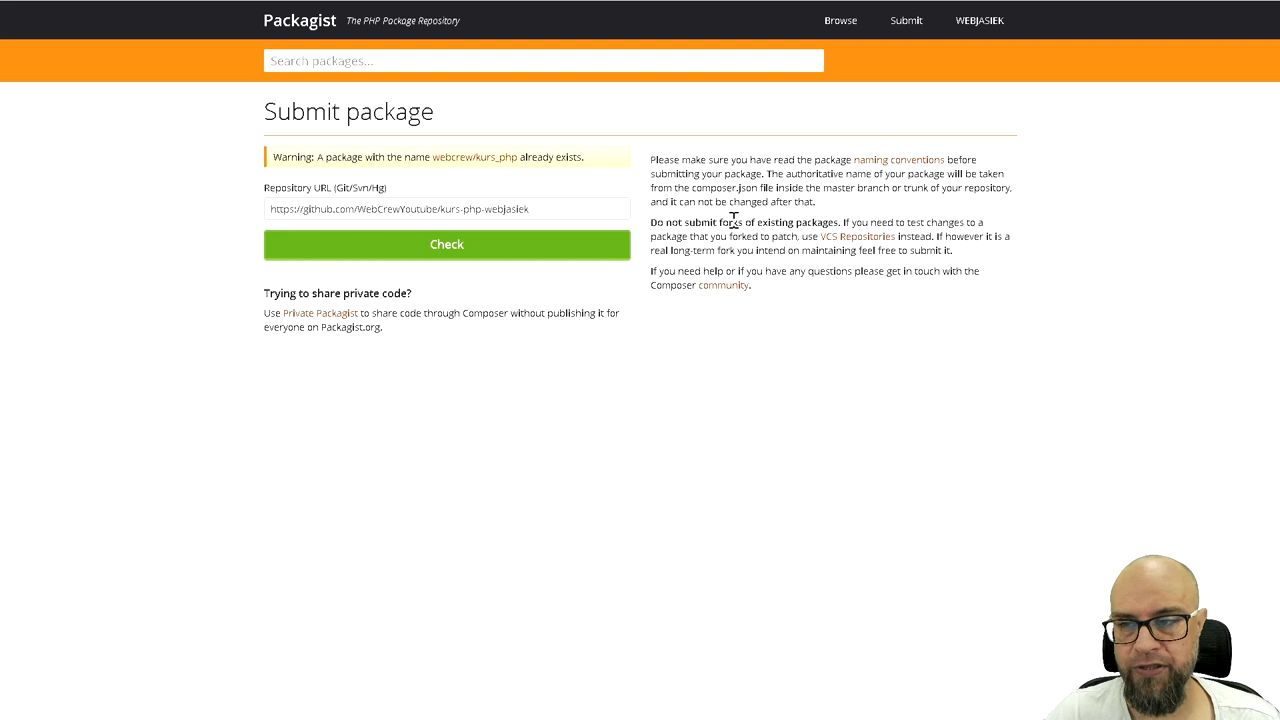 Packagist The PHP Package Repository
Browse Submit WEBJASIEK
Search packages...
Submit package
Warning: A package with the name webcrew/kurs_php already exists.
Repository URL (Git/Svn/Hg)
https://github.com/WebCrewYoutube/kurs-php-webjasiek
Check
Trying to share private code?
Use Private Packagist to share code through Composer without publishing it for
everyone on Packagist.org.
Please make sure you have read the package naming conventions before
submitting your package. The authoritative name of your package will be taken
from the composer.json file inside the master branch or trunk of your repository,
and it can not be changed after that.
Do not submit forks of existing packages. If you need to test changes to a
package that you forked to patch, use VCS Repositories instead. If however it is a
real long-term fork you intend on maintaining feel free to submit it.
If you need help or if you have any questions please get in touch with the
Composer community.